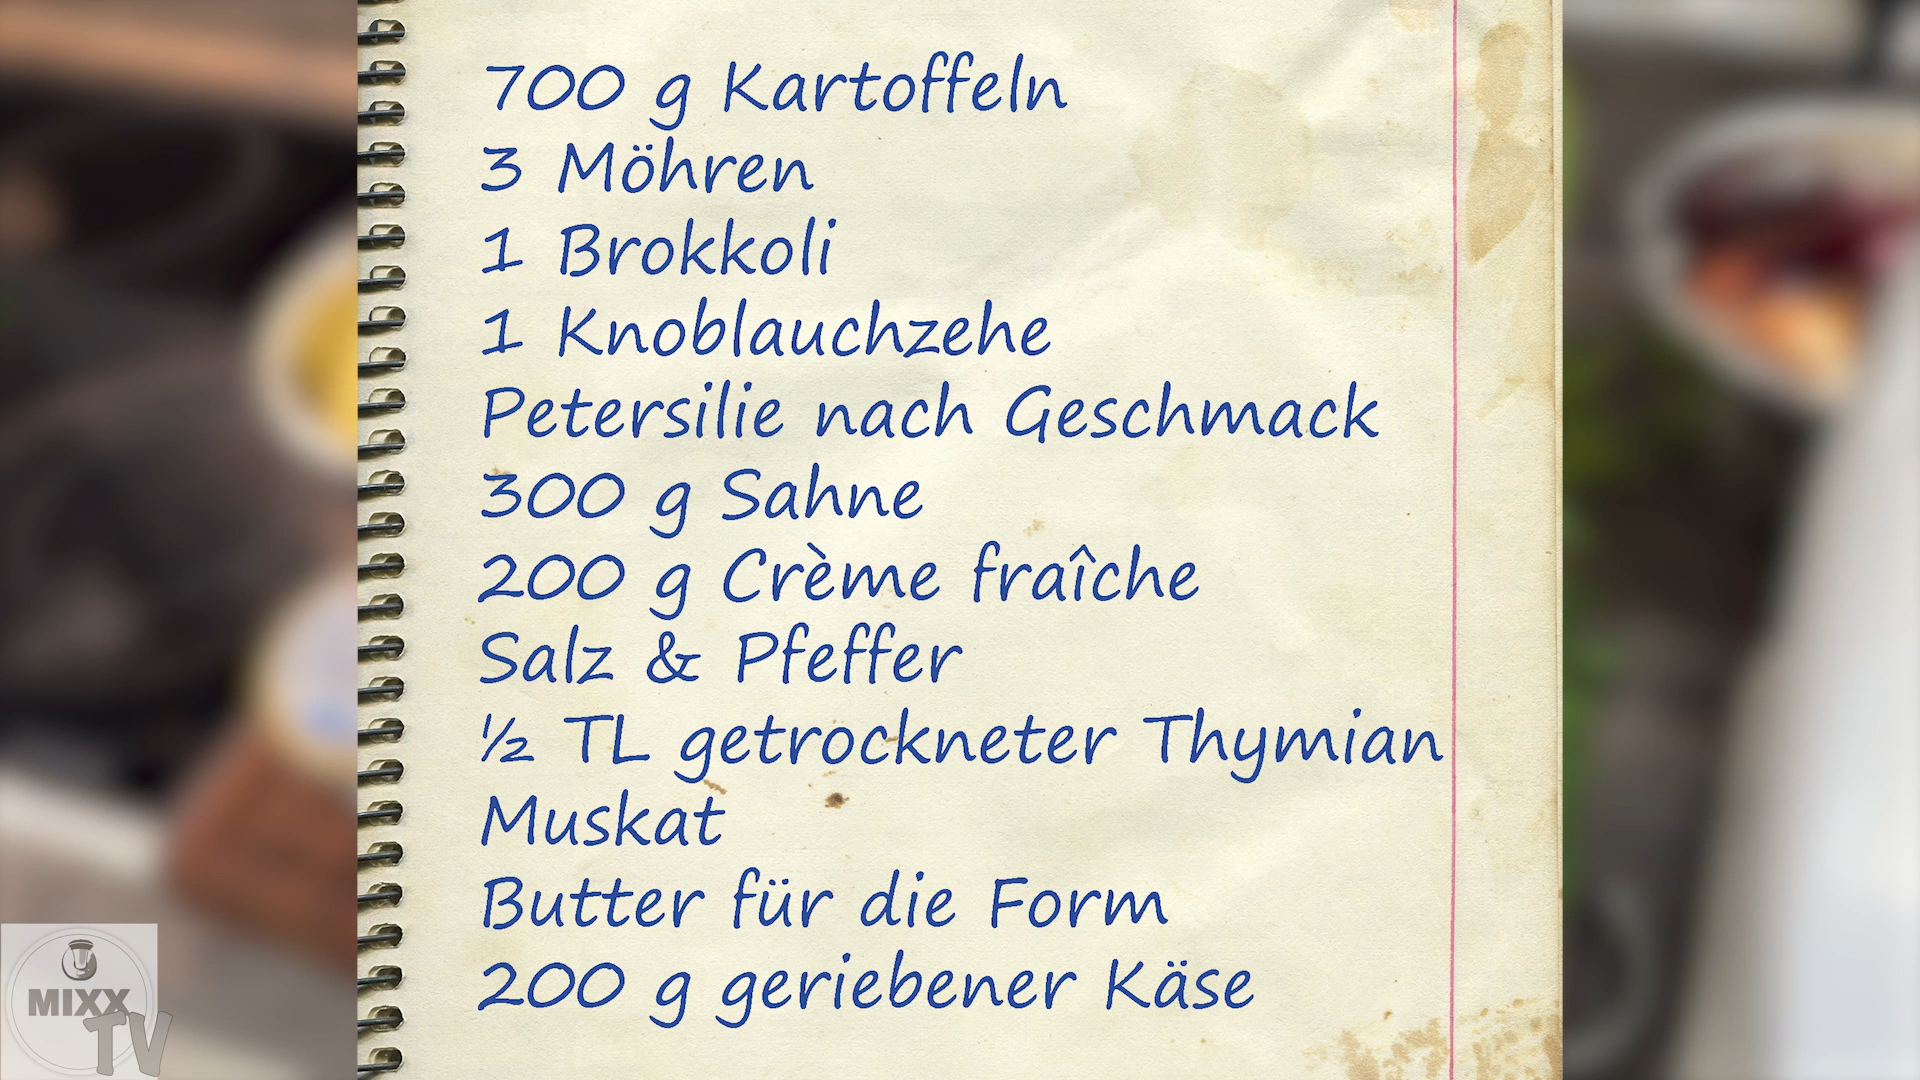 700 g Kartoffeln
3 Möhren
1 Brokkoli
1 Knoblauchzehe
Petersilie nach Geschmack
300 g Sahne
200 g Crème fraîche
Salz & Pfeffer
½ TL getrockneter Thymian
Muskat
Butter für die Form
200 g geriebener Käse
MIXX
TV